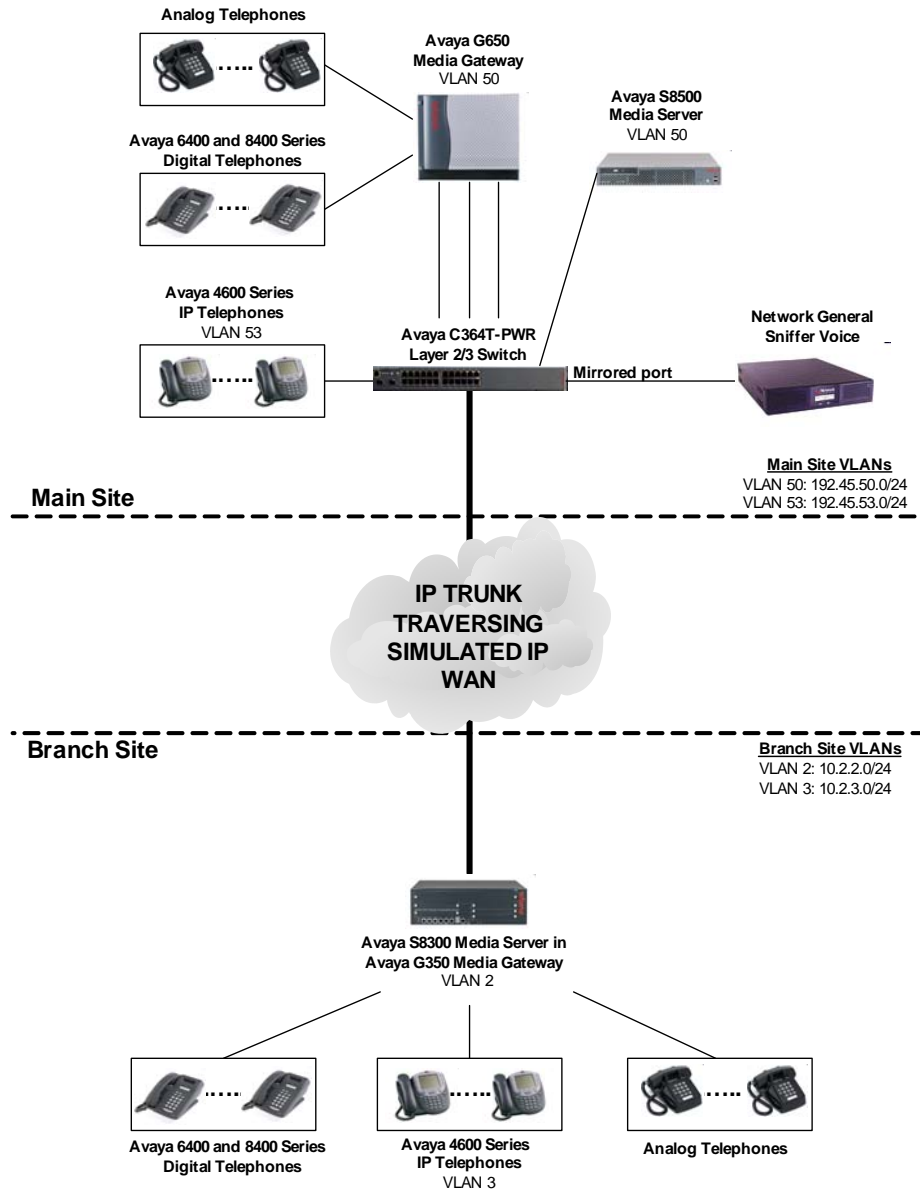 Analog Telephones
Avaya G650
Media Gateway
VLAN 50
Avaya S8500
Media Server
VLAN 50
Avaya 6400 and 8400 Series
Digital Telephones
Avaya 4600 Series
IP Telephones
VLAN 53
Avaya C364T-PWR
Layer 2/3 Switch
Network General
Sniffer Voice
Mirrored port
Main Site VLANs
VLAN 50: 192.45.50.0/24
VLAN 53: 192.45.53.0/24
Main Site
IP TRUNK
TRAVERSING
SIMULATED IP
WAN
Branch Site
Branch Site VLANs
VLAN 2: 10.2.2.0/24
VLAN 3: 10.2.3.0/24
Avaya S8300 Media Server in
Avaya G350 Media Gateway
VLAN 2
Avaya 6400 and 8400 Series
Digital Telephones
Avaya 4600 Series
IP Telephones
VLAN 3
Analog Telephones